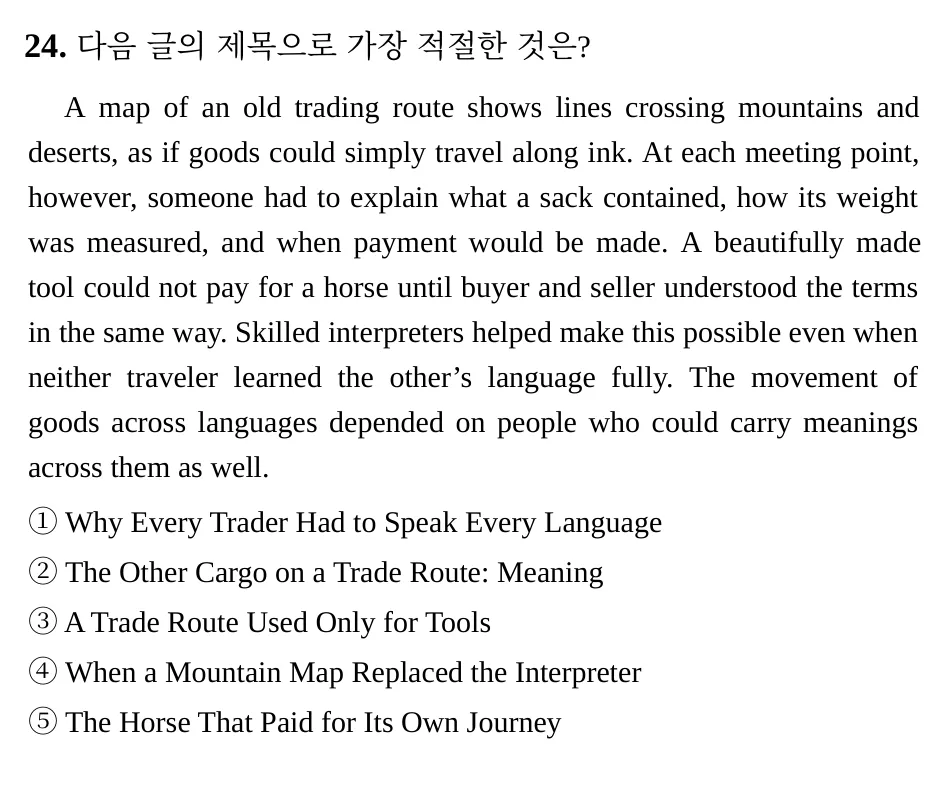 24. 다음 글의 제목으로 가장 적절한 것은?
A map of an old trading route shows lines crossing mountains and
deserts, as if goods could simply travel along ink. At each meeting point,
however, someone had to explain what a sack contained, how its weight
was measured, and when payment would be made. A beautifully made
tool could not pay for a horse until buyer and seller understood the terms
in the same way. Skilled interpreters helped make this possible even when
neither traveler learned the other’s language fully. The movement of
goods across languages depended on people who could carry meanings
across them as well.
① Why Every Trader Had to Speak Every Language
② The Other Cargo on a Trade Route: Meaning
③ A Trade Route Used Only for Tools
④ When a Mountain Map Replaced the Interpreter
⑤ The Horse That Paid for Its Own Journey